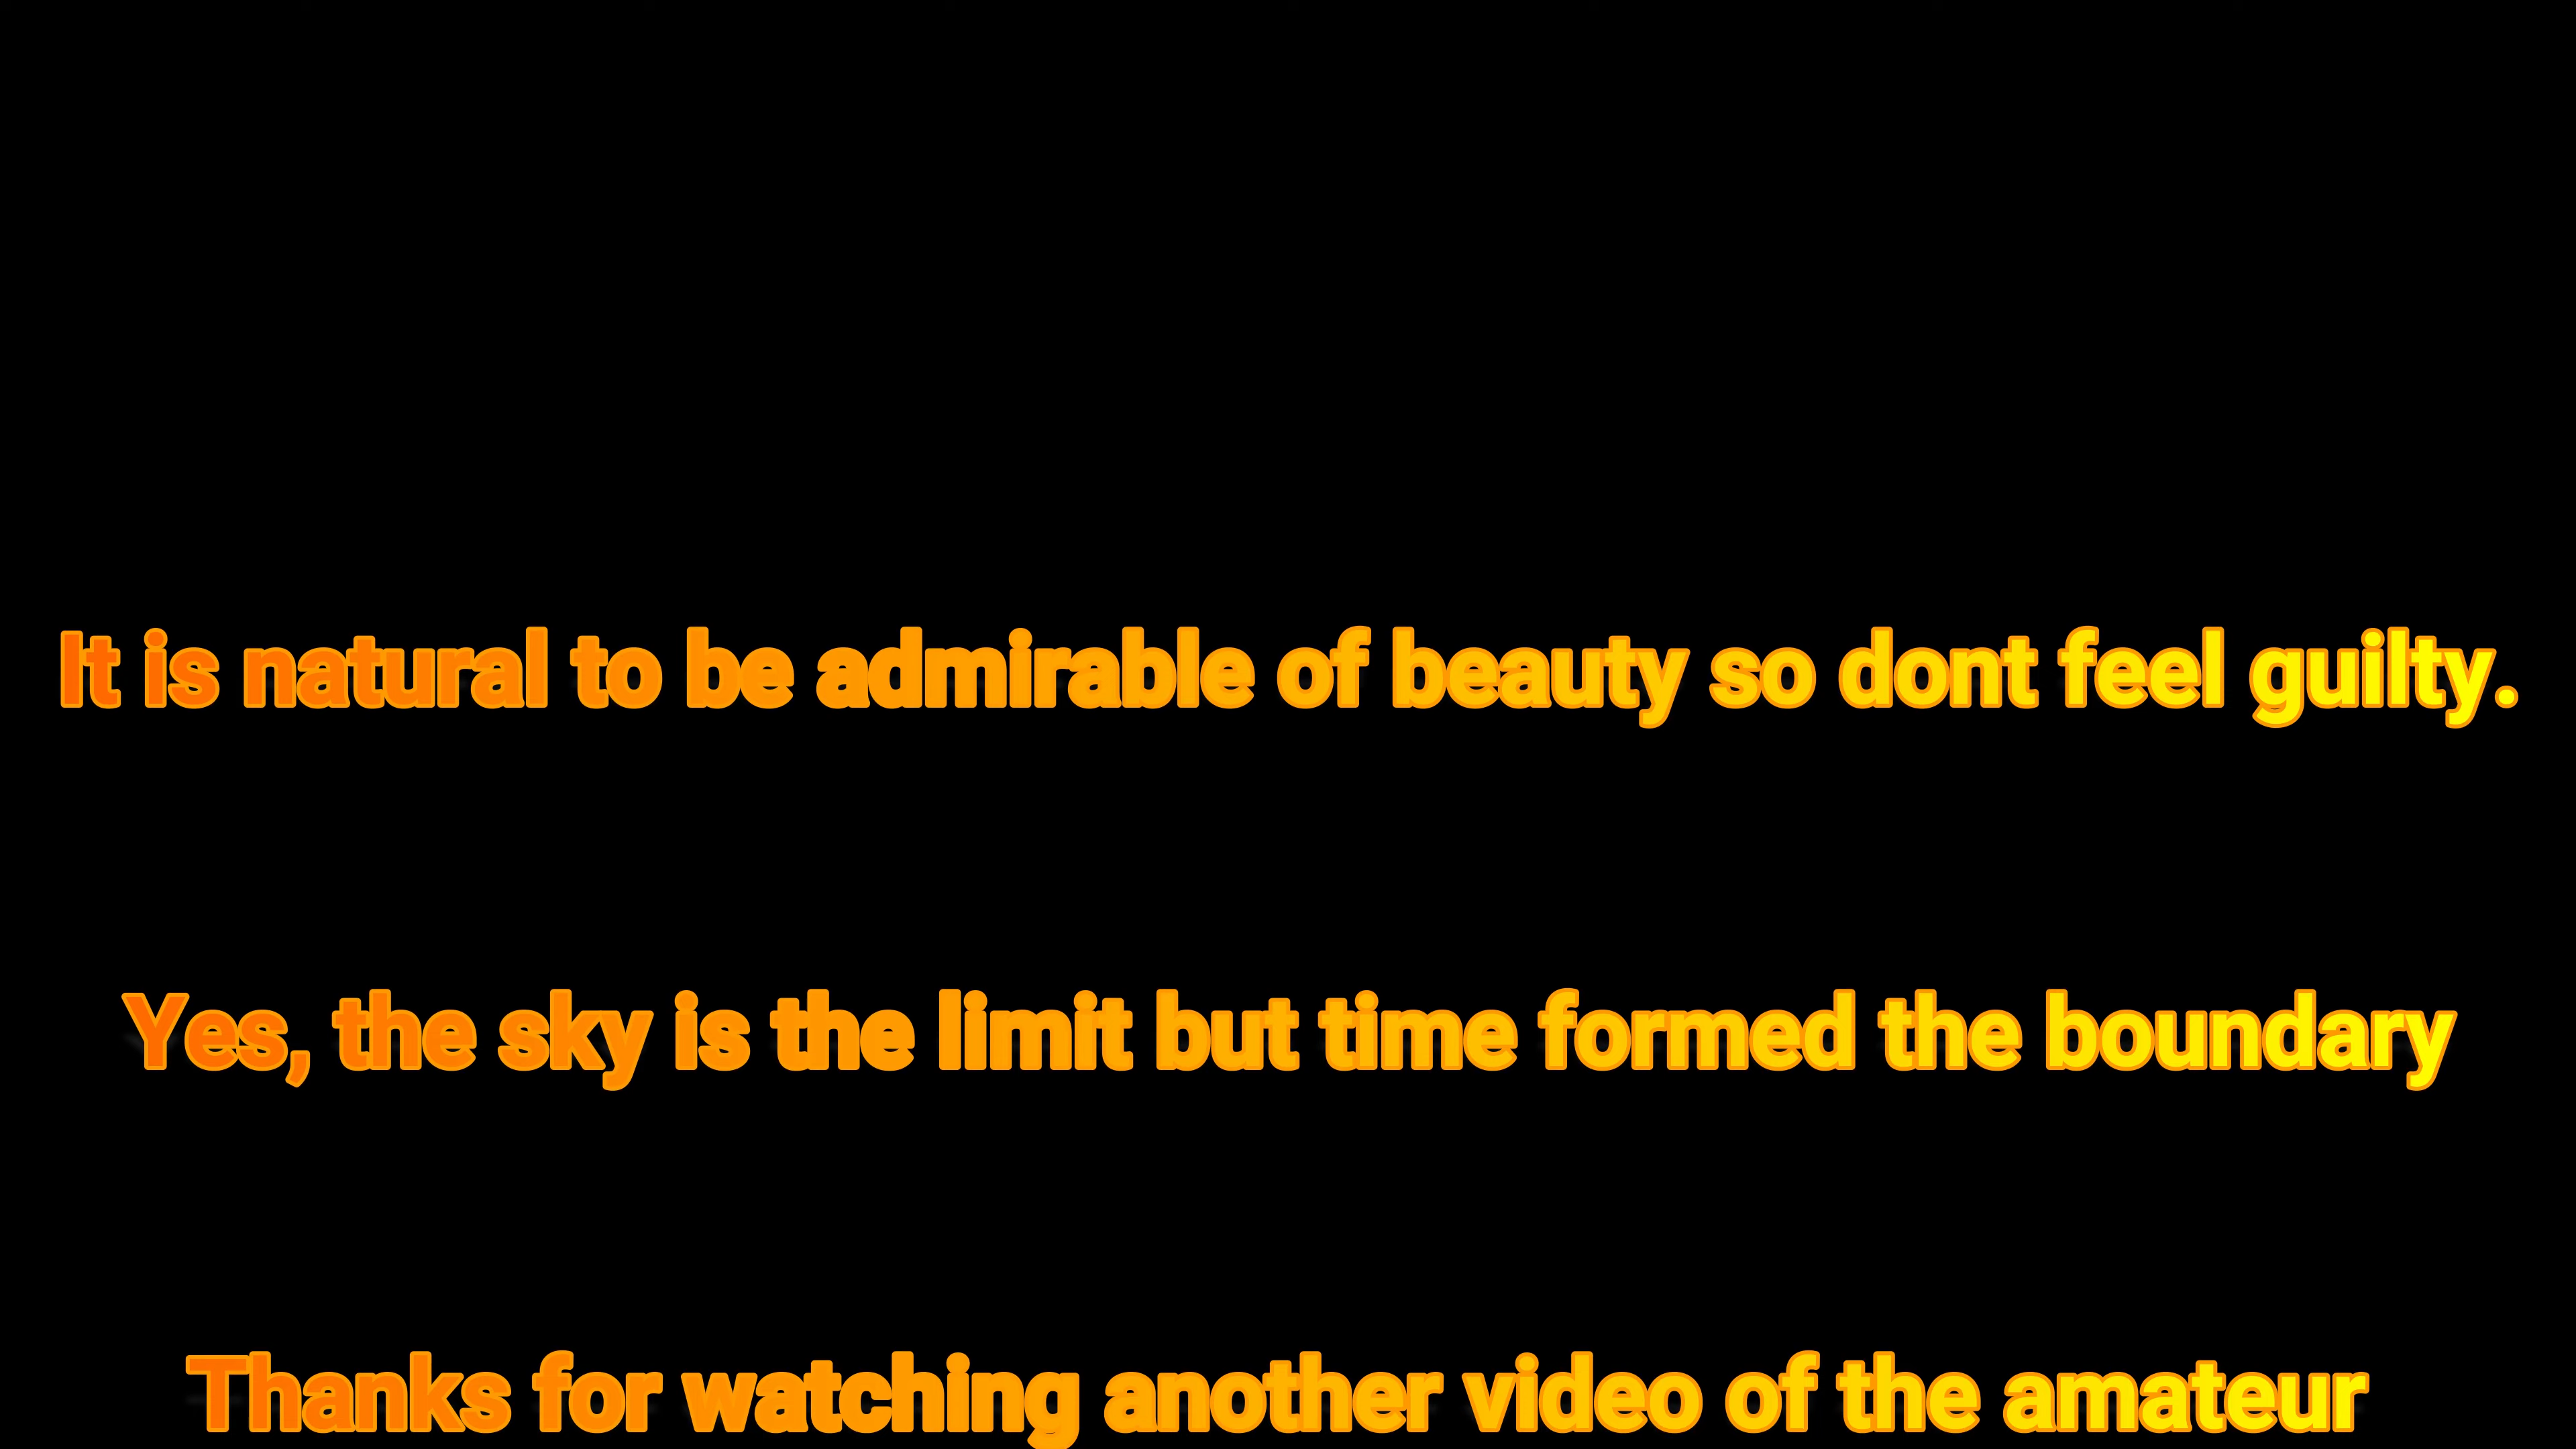 It is natural to be admirable of beauty so dont feel guilty.
Yes, the sky is the limit but time formed the boundary
Thanks for watching another video of the amateur